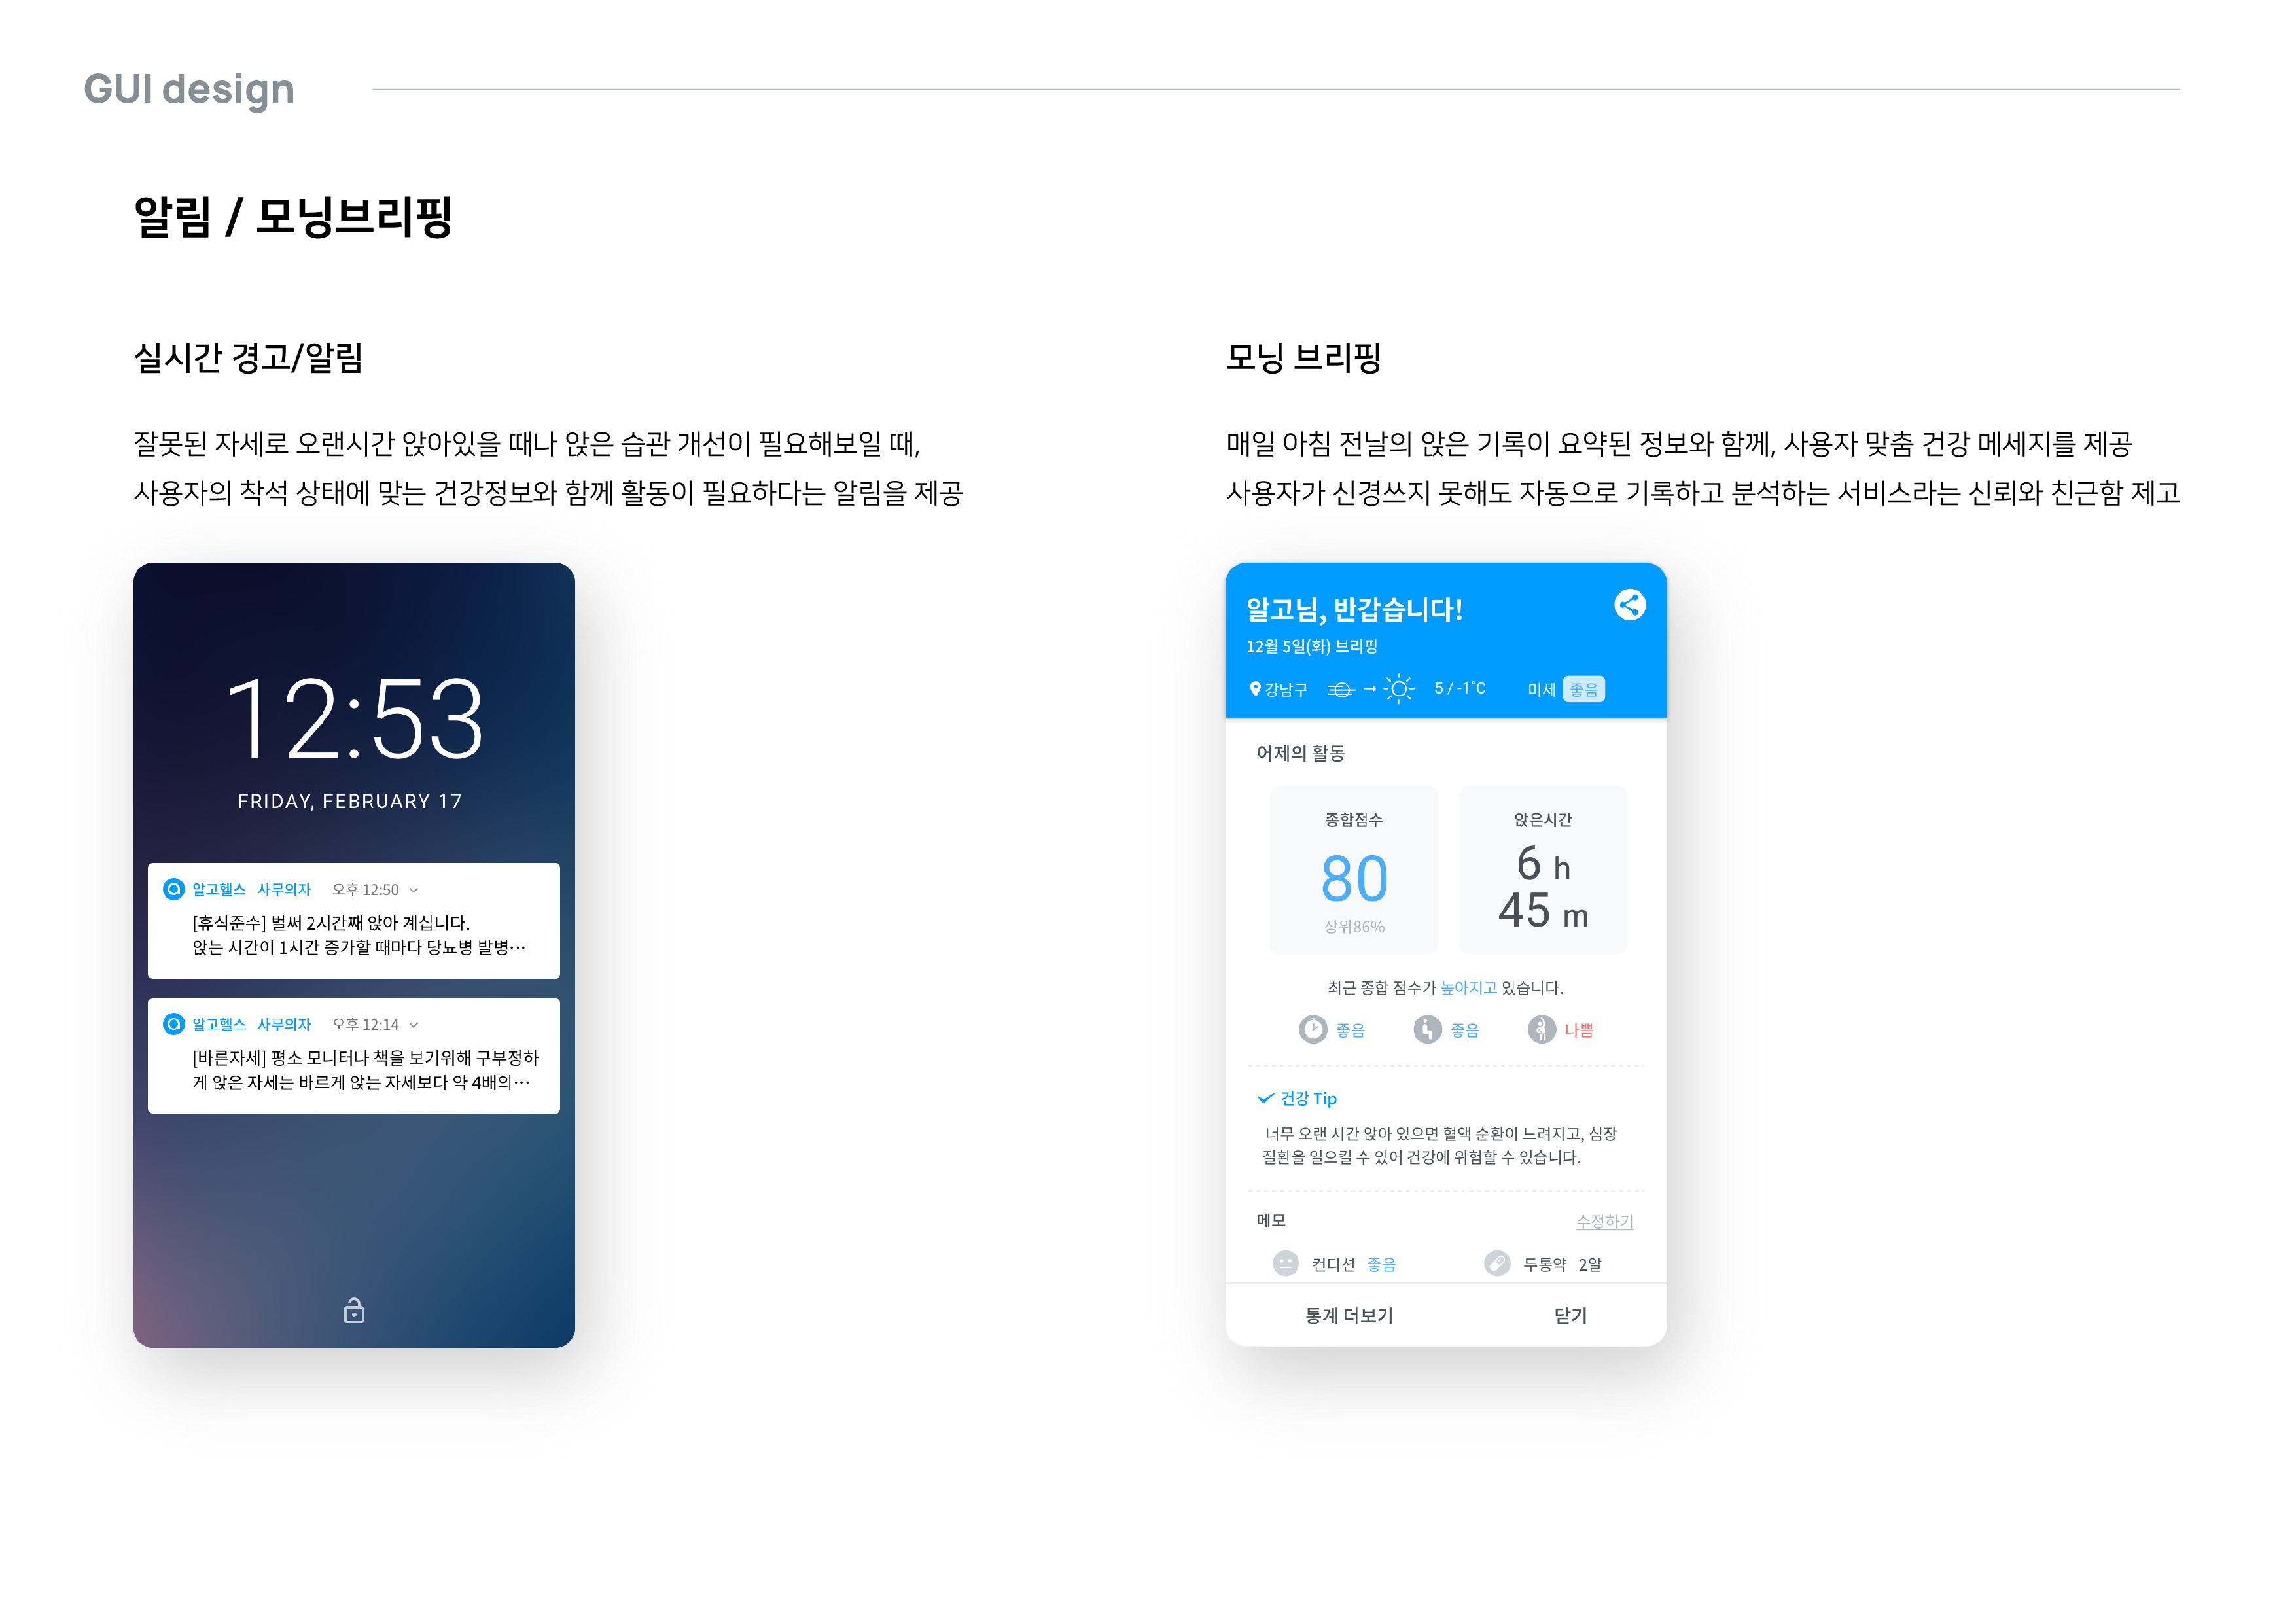 GUI design
알림 / 모닝브리핑
실시간 경고/알림
잘못된 자세로 오랜시간 앉아있을 때나 앉은 습관 개선이 필요해보일 때,
사용자의 착석 상태에 맞는 건강정보와 함께 활동이 필요하다는 알림을 제공
12:53
FRIDAY, FEBRUARY 17
알고헬스 사무의자 오후 12:50
[휴식준수] 벌써 2시간째 앉아 계십니다.
앉는 시간이 1시간 증가할 때마다 당뇨병 발병⋯
알고헬스 사무의자 오후 12:14
[바른자세] 평소 모니터나 책을 보기위해 구부정하
게 앉은 자세는 바르게 앉는 자세보다 약 4배의⋯
모닝 브리핑
매일 아침 전날의 앉은 기록이 요약된 정보와 함께, 사용자 맞춤 건강 메세지를 제공
사용자가 신경쓰지 못해도 자동으로 기록하고 분석하는 서비스라는 신뢰와 친근함 제고
알고님, 반갑습니다!
12월 5일(화) 브리핑
강남구 → 5 / -1°C 미세 좋음
어제의 활동
종합점수
80
상위86%
앉은시간
6 h
45 m
최근 종합 점수가 높아지고 있습니다.
좋음 좋음 나쁨
건강 Tip
너무 오랜 시간 앉아 있으면 혈액 순환이 느려지고, 심장
질환을 일으킬 수 있어 건강에 위험할 수 있습니다.
메모 수정하기
컨디션 좋음 두통약 2알
통계 더보기 닫기